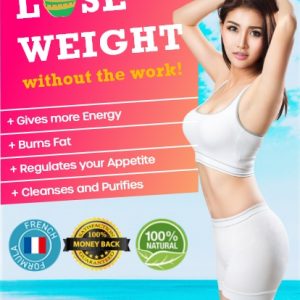 LOSE
WEIGHT
without the work!
+ Gives more Energy
+ Burns Fat
+ Regulates your Appetite
+ Cleanses and Purifies
FRENCH
FORMULA
100%
MONEY BACK
100%
NATURAL